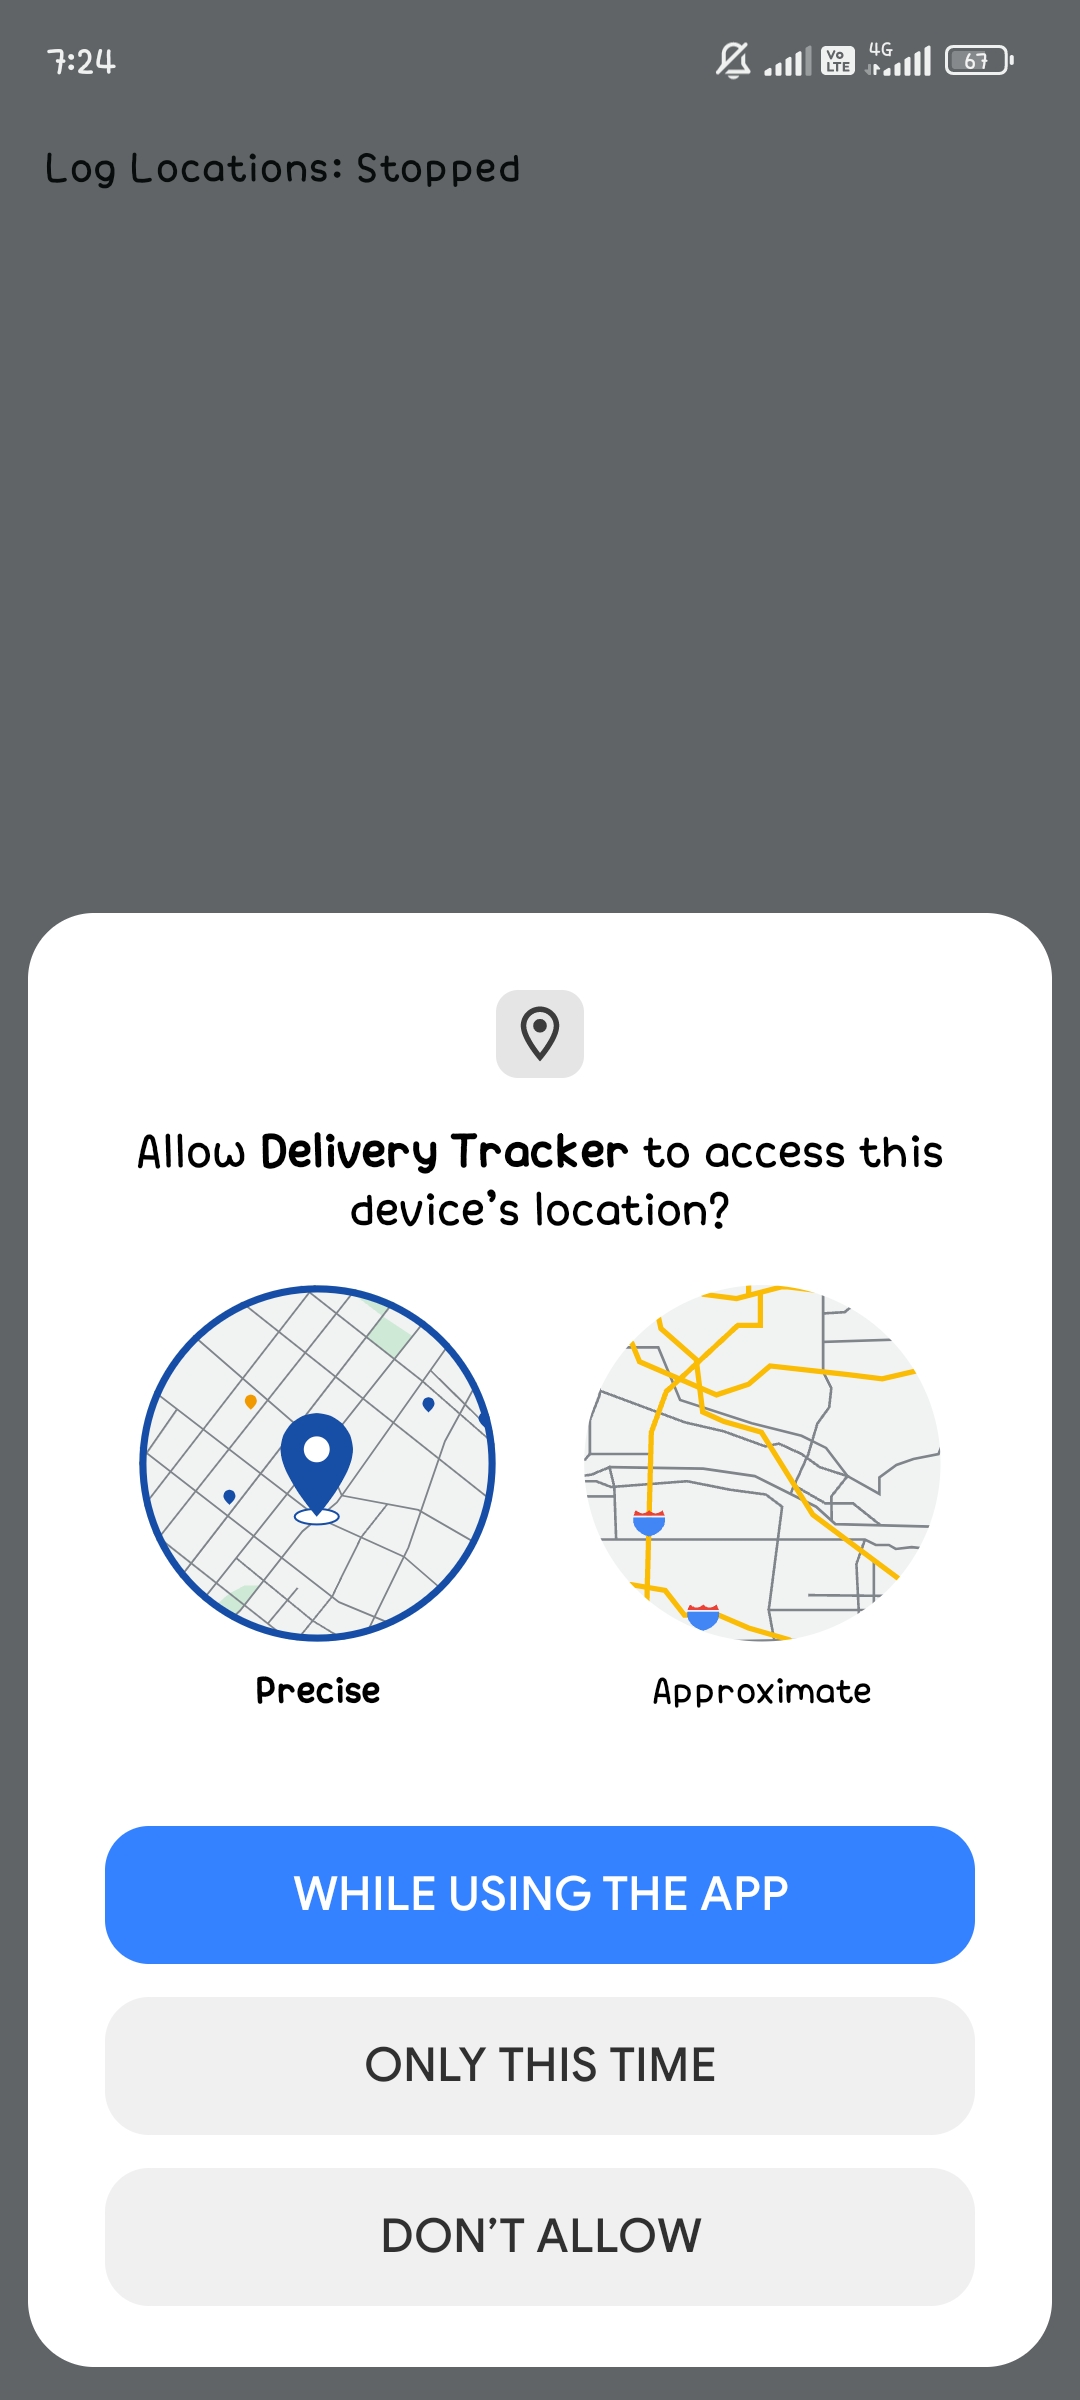 7:24
Vo
LTE
4G
67
Log Locations: Stopped
Allow Delivery Tracker to access this
device’s location?
Precise
Approximate
WHILE USING THE APP
ONLY THIS TIME
DON’T ALLOW